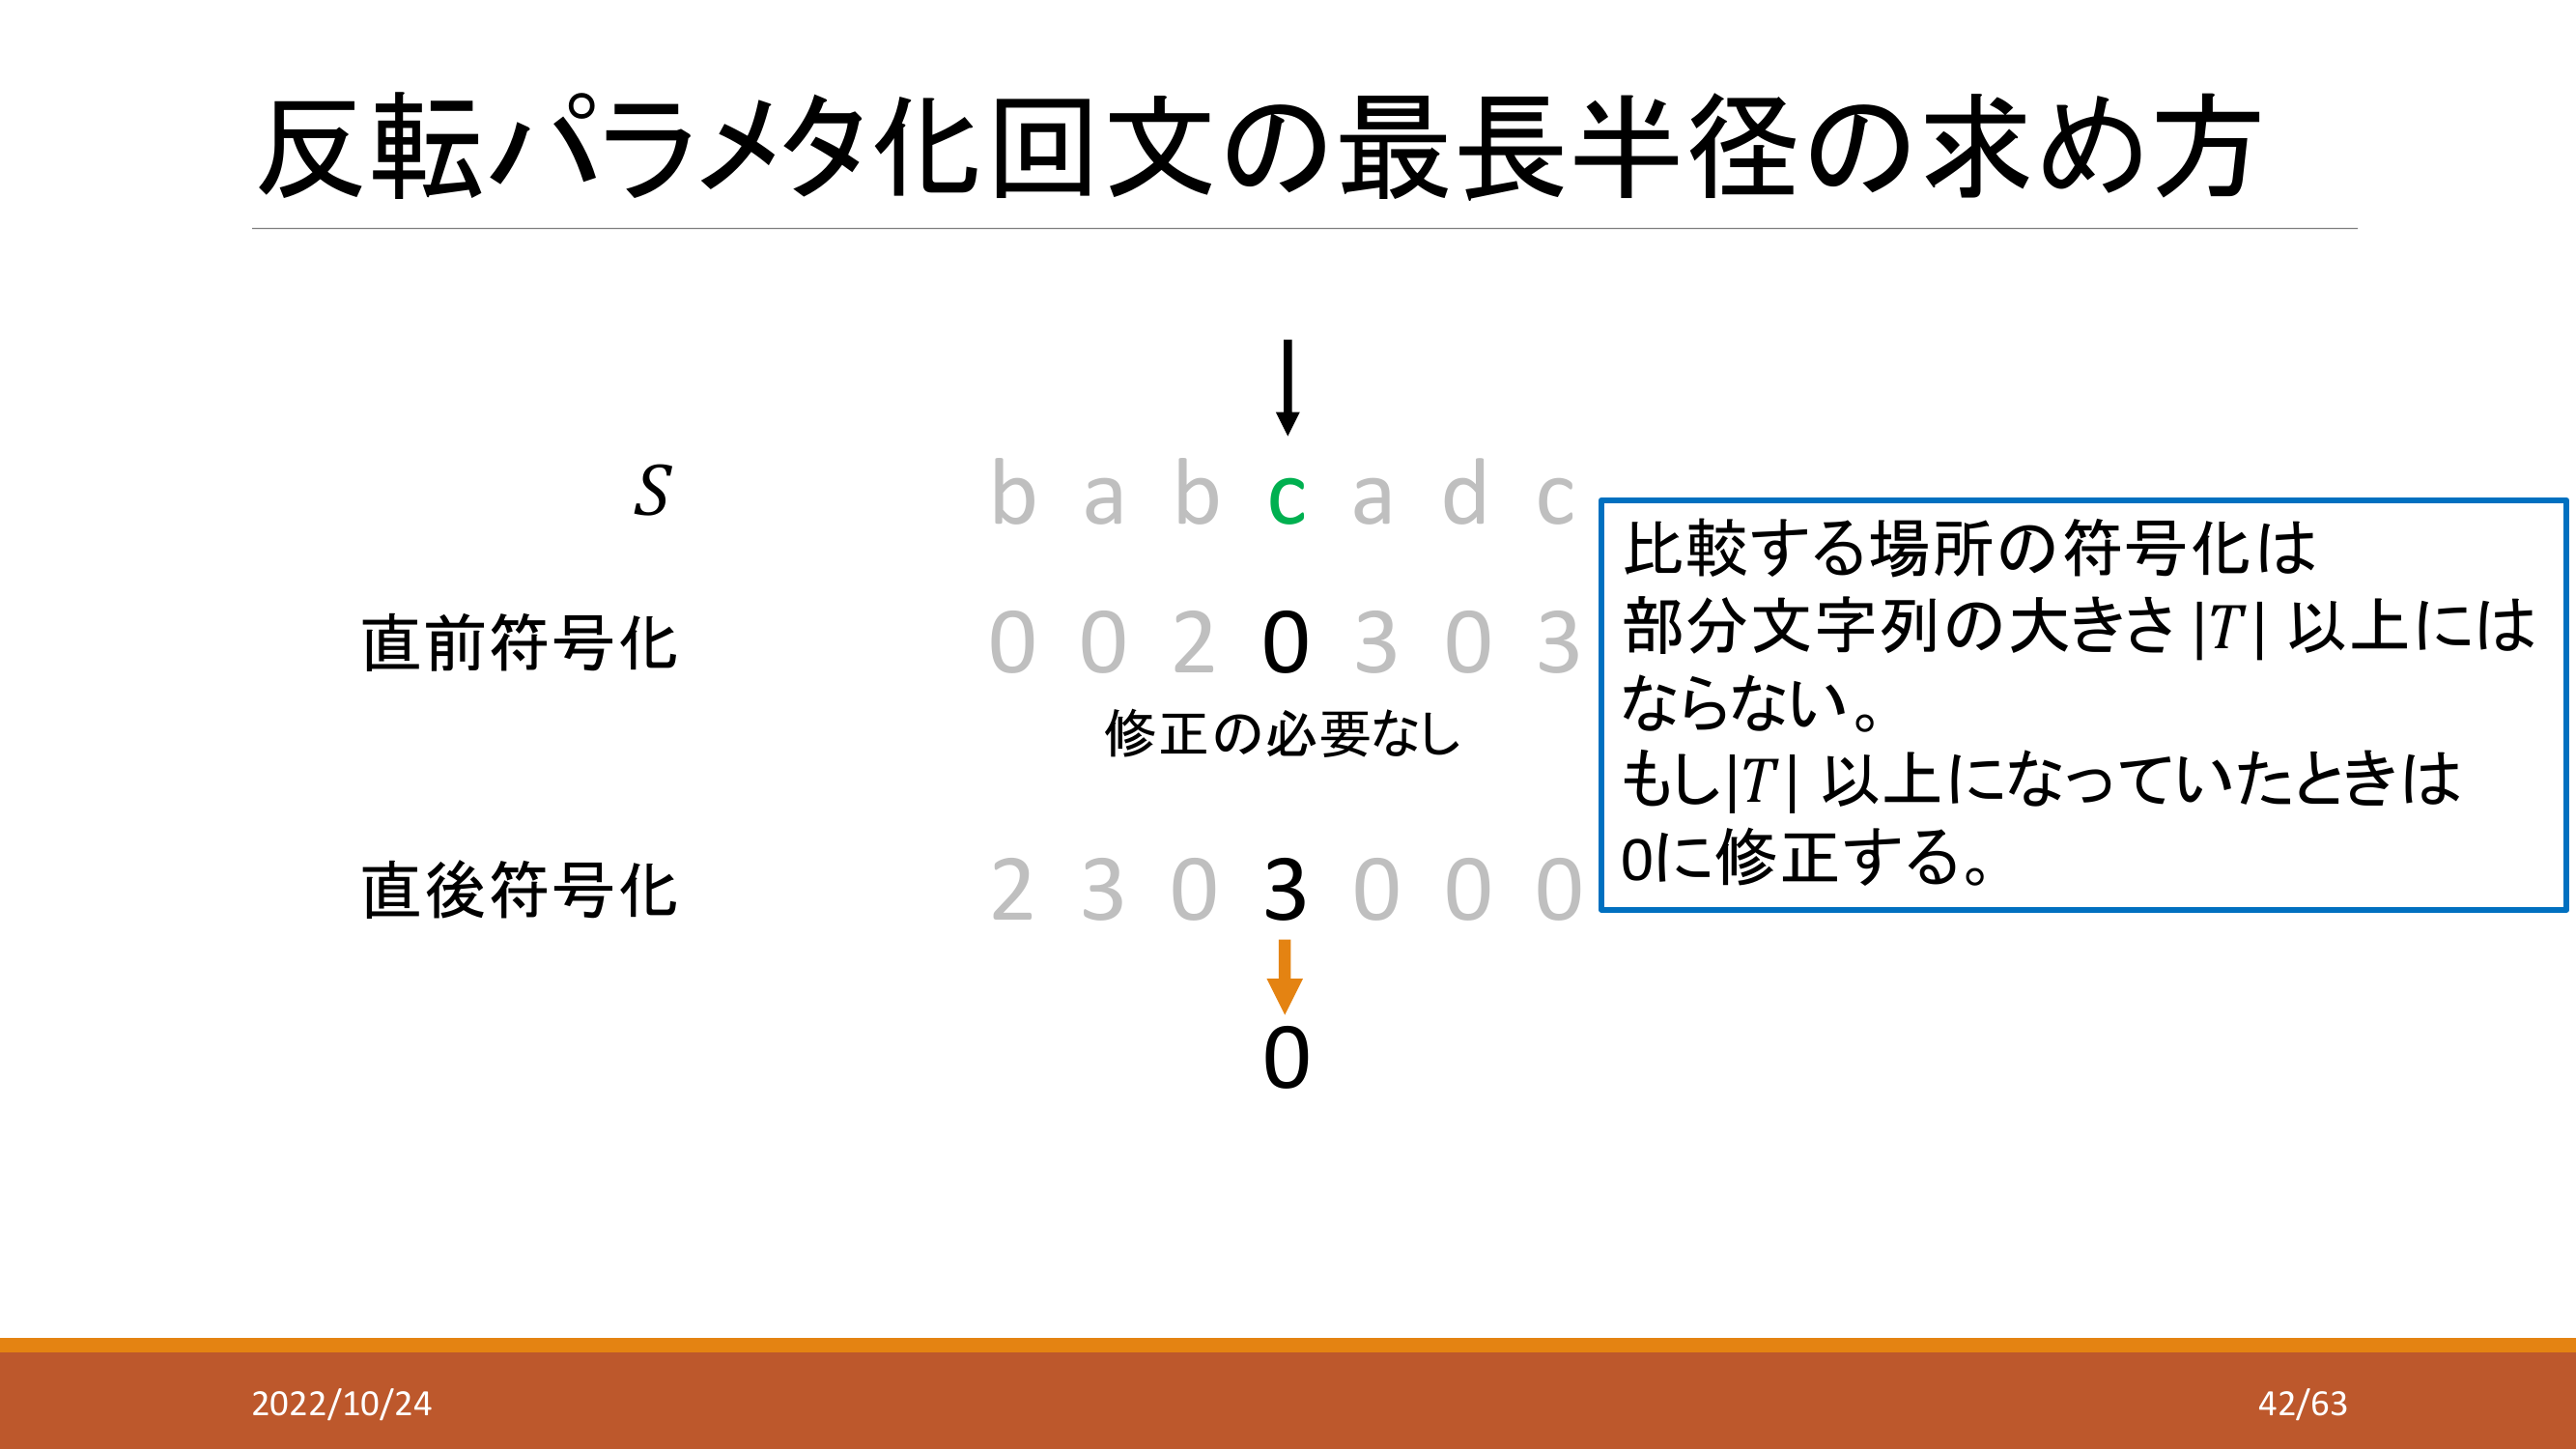 反転パラメタ化回文の最長半径の求め方
S b a b c a d c
直前符号化 0 0 2 0 3 0 3
修正の必要なし
直後符号化 2 3 0 3 0 0 0
0
比較する場所の符号化は
部分文字列の大きさ |T| 以上には
ならない。
もし|T| 以上になっていたときは
0に修正する。
2022/10/24
42/63